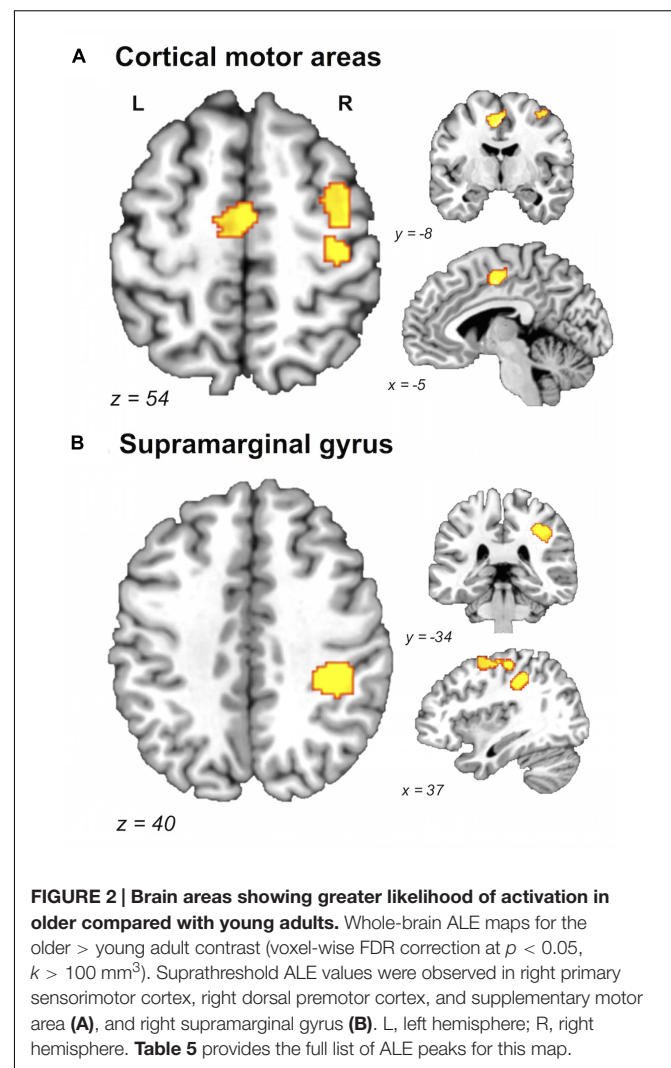 A Cortical motor areas
L R
y = -8
x = -5
z = 54
B Supramarginal gyrus
y = -34
x = 37
z = 40
FIGURE 2 | Brain areas showing greater likelihood of activation in
older compared with young adults. Whole-brain ALE maps for the
older > young adult contrast (voxel-wise FDR correction at p < 0.05,
k > 100 mm³). Suprathreshold ALE values were observed in right primary
sensorimotor cortex, right dorsal premotor cortex, and supplementary motor
area (A), and right supramarginal gyrus (B). L, left hemisphere; R, right
hemisphere. Table 5 provides the full list of ALE peaks for this map.